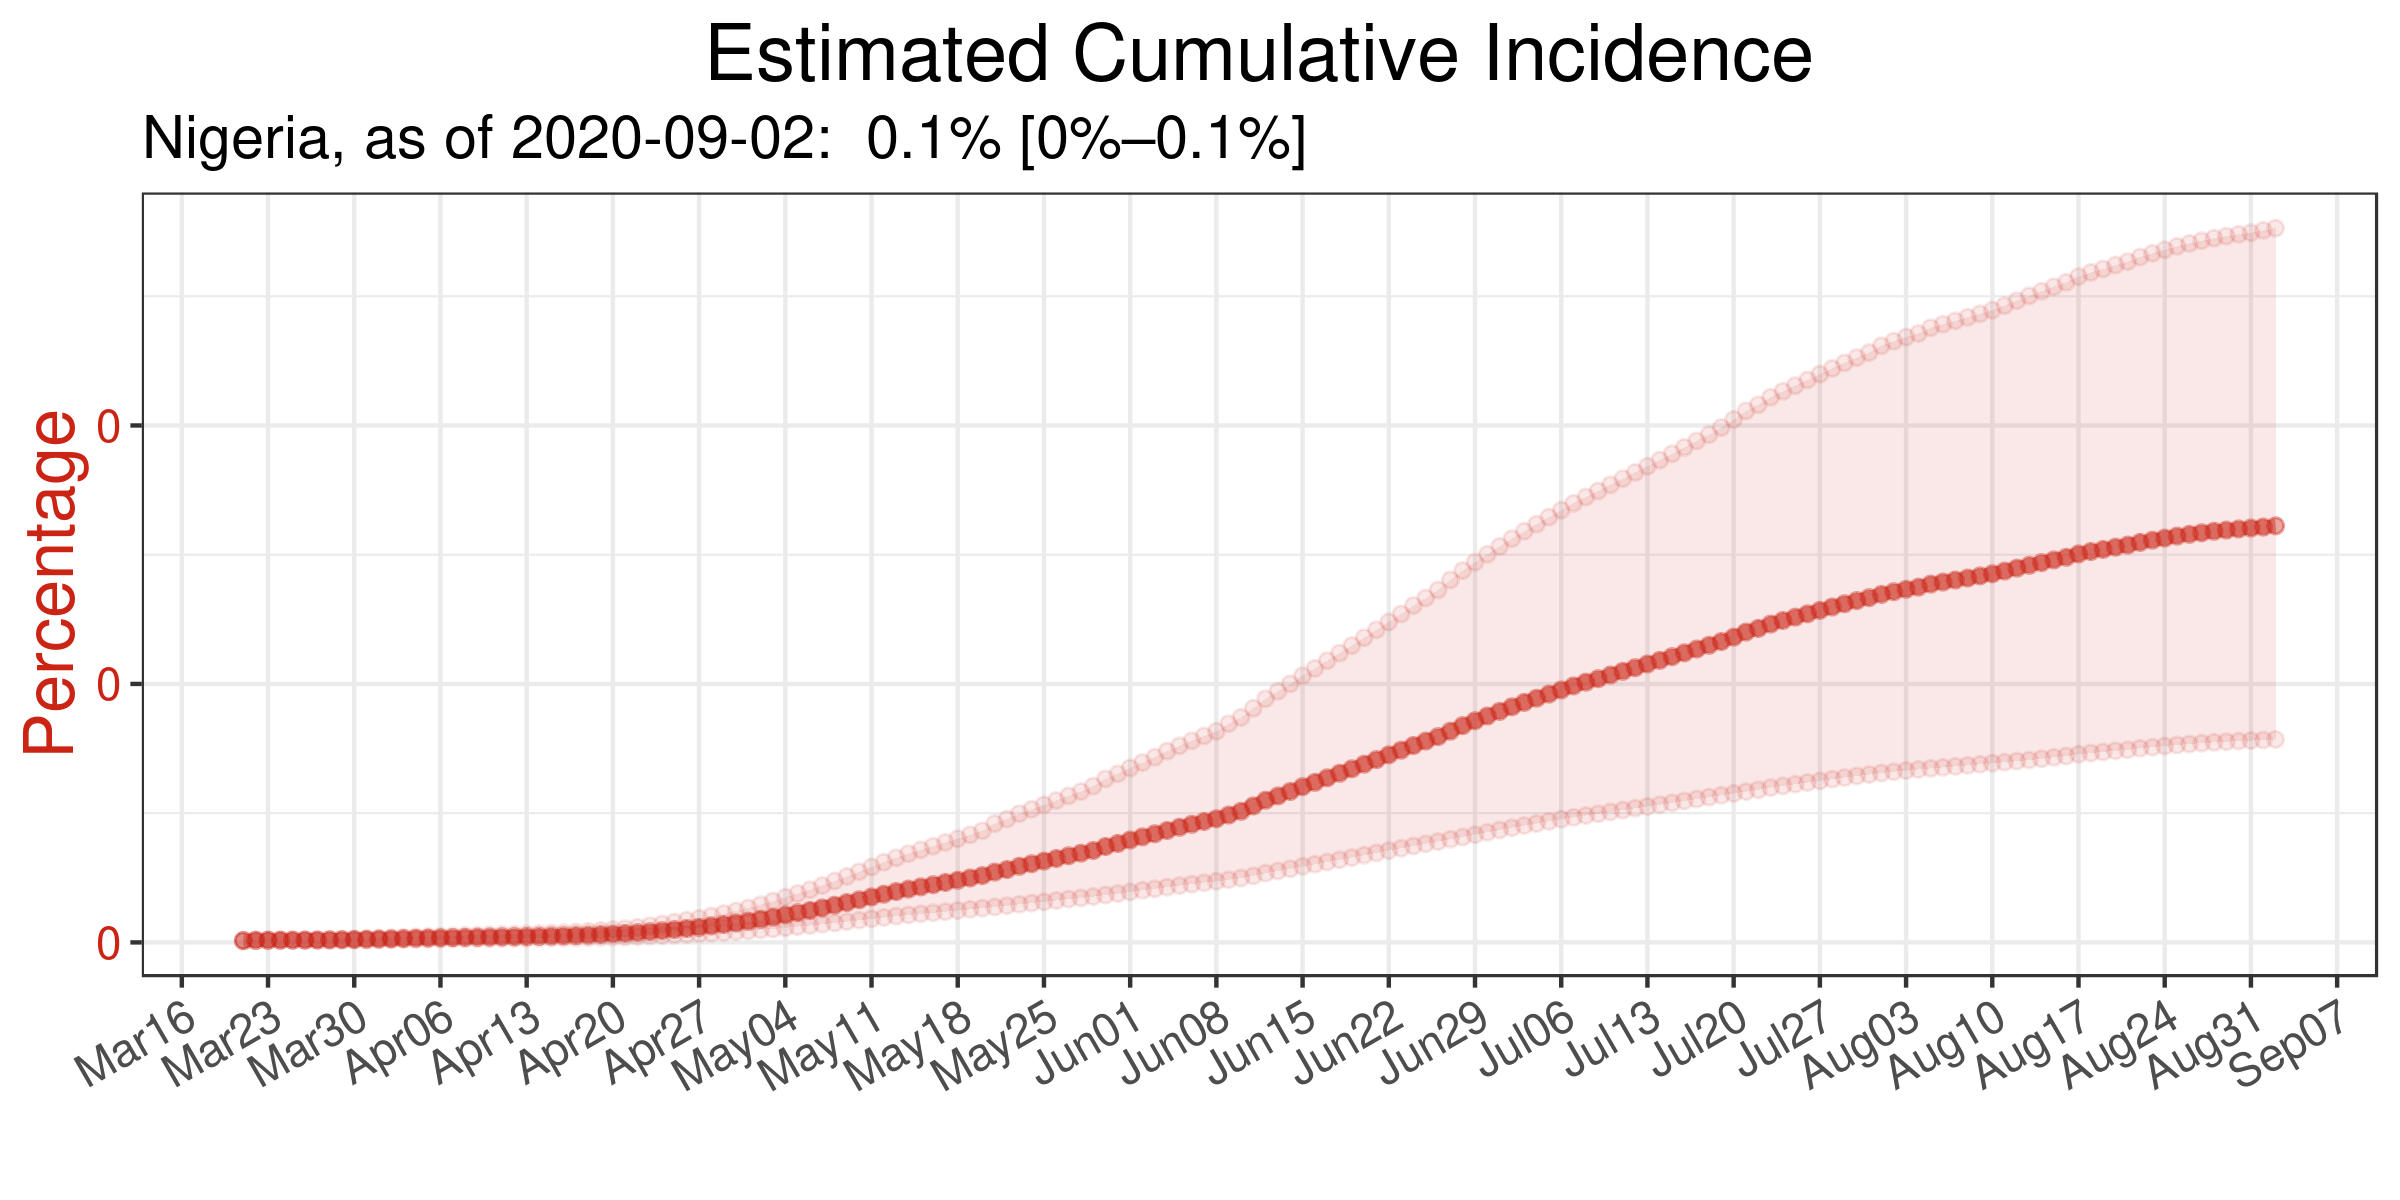 Estimated Cumulative Incidence
Nigeria, as of 2020-09-02:  0.1% [0%–0.1%]
Percentage
0
0
0
Mar16
Mar23
Mar30
Apr06
Apr13
Apr20
Apr27
May04
May11
May18
May25
Jun01
Jun08
Jun15
Jun22
Jun29
Jul06
Jul13
Jul20
Jul27
Aug03
Aug10
Aug17
Aug24
Aug31
Sep07